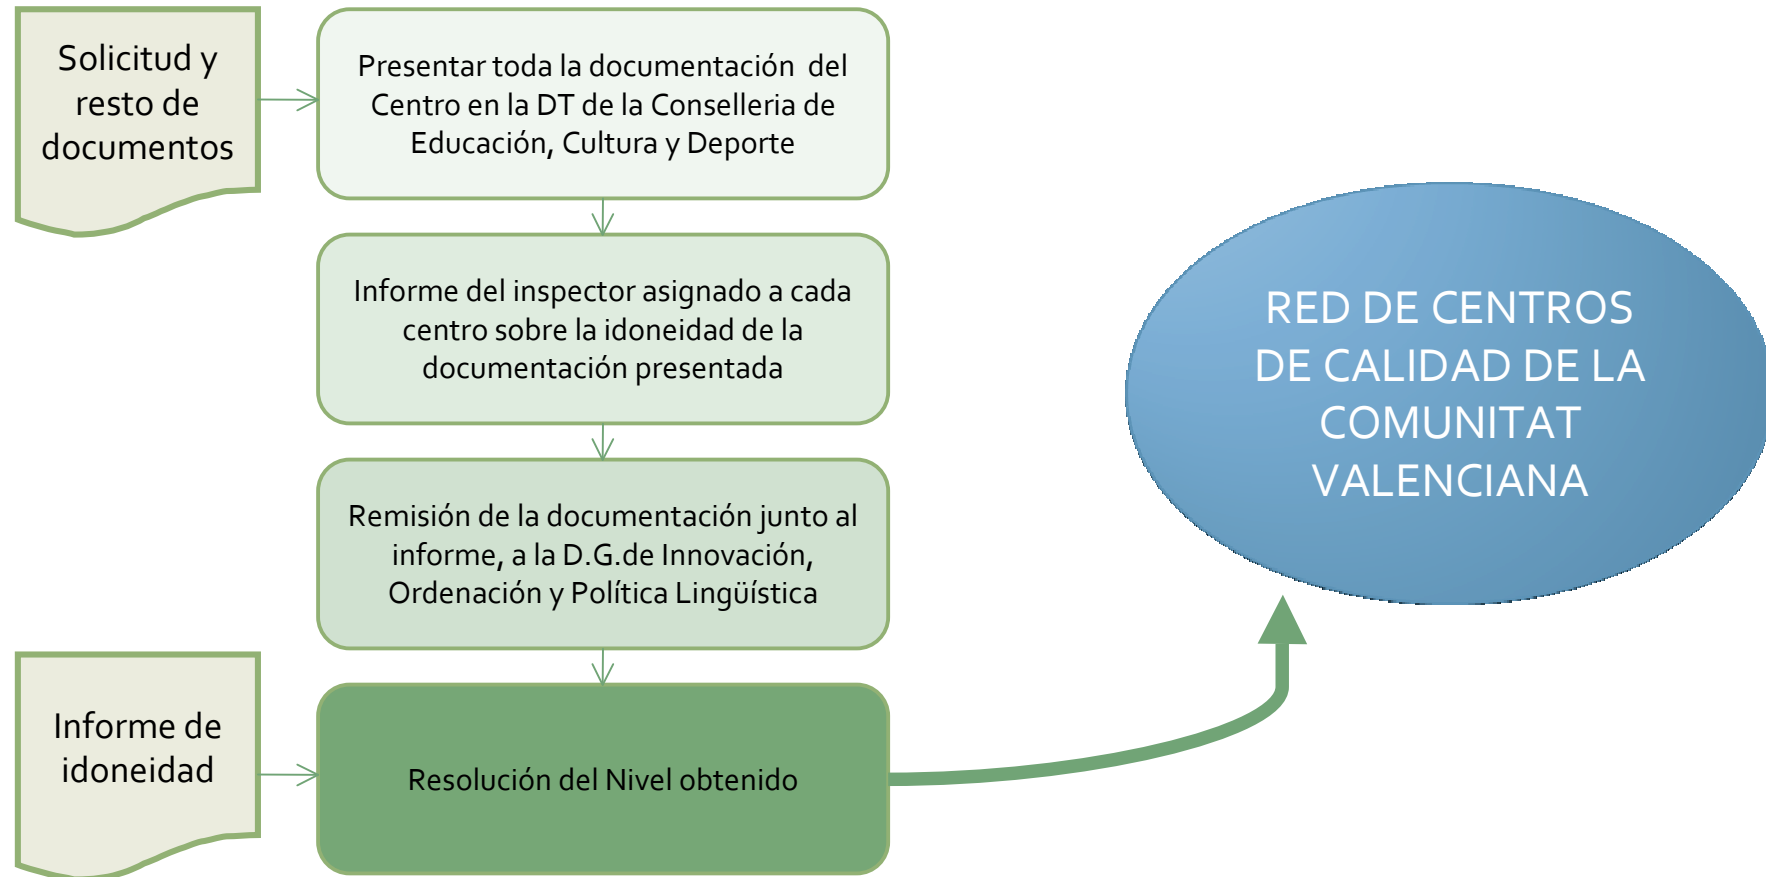 Solicitud y
resto de
documentos
Presentar toda la documentación del
Centro en la DT de la Conselleria de
Educación, Cultura y Deporte
Informe del inspector asignado a cada
centro sobre la idoneidad de la
documentación presentada
Remisión de la documentación junto al
informe, a la D.G.de Innovación,
Ordenación y Política Lingüística
Informe de
idoneidad
Resolución del Nivel obtenido
RED DE CENTROS
DE CALIDAD DE LA
COMUNITAT
VALENCIANA